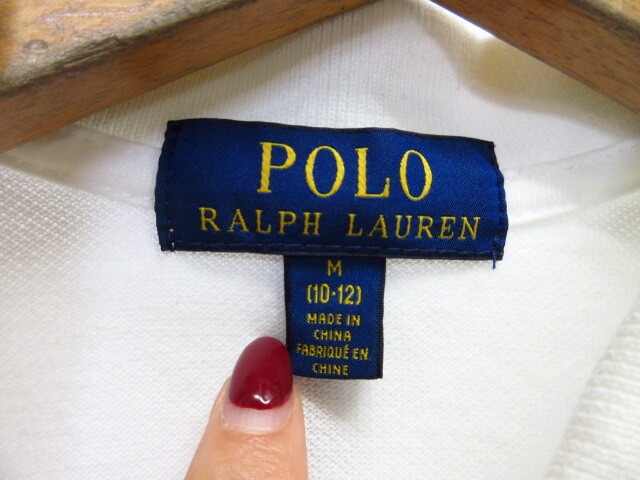 POLO
RALPH LAUREN
M
(10-12)
MADE IN
CHINA
FABRIQUÉ EN
CHINE